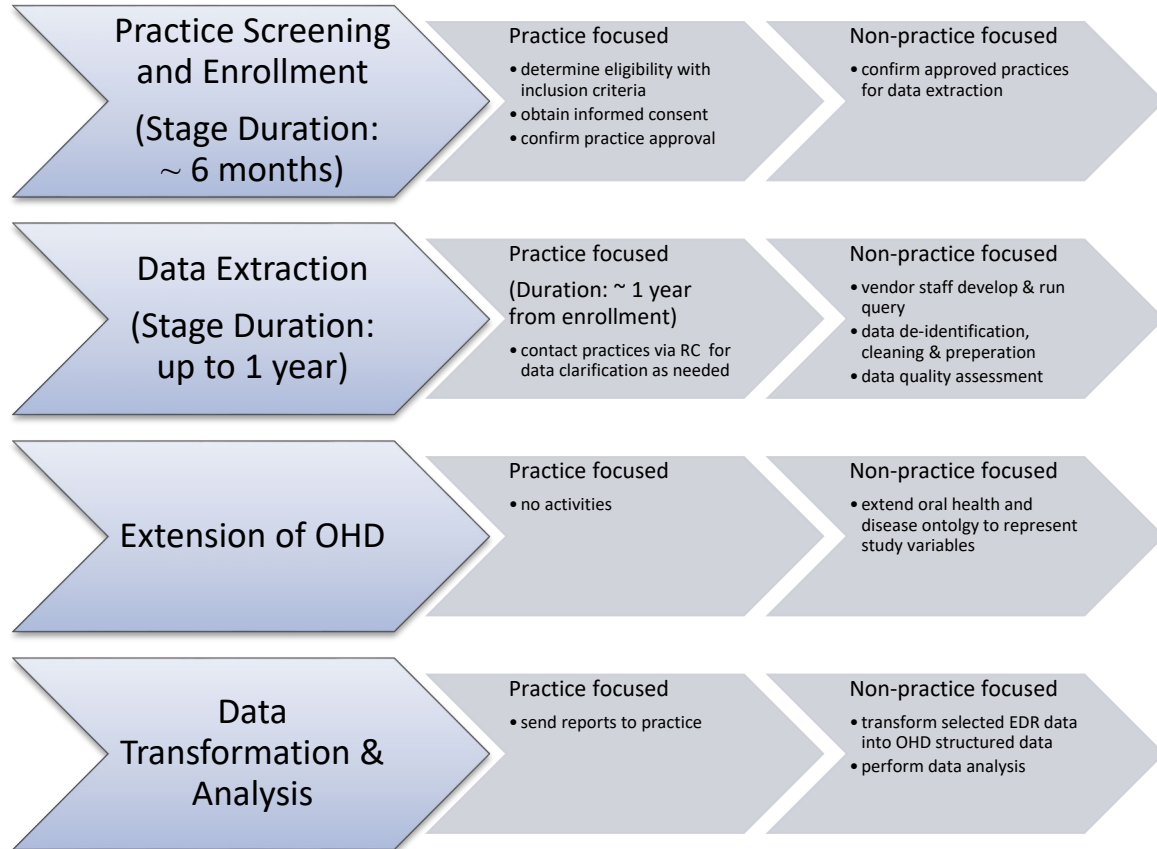 Practice Screening
and Enrollment
(Stage Duration:
~ 6 months)
Practice focused
• determine eligibility with
inclusion criteria
• obtain informed consent
• confirm practice approval
Non-practice focused
• confirm approved practices
for data extraction
Data Extraction
(Stage Duration:
up to 1 year)
Practice focused
(Duration: ~ 1 year
from enrollment)
• contact practices via RC for
data clarification as needed
Non-practice focused
• vendor staff develop & run
query
• data de-identification,
cleaning & preperation
• data quality assessment
Extension of OHD
Practice focused
• no activities
Non-practice focused
• extend oral health and
disease ontolgy to represent
study variables
Data
Transformation &
Analysis
Practice focused
• send reports to practice
Non-practice focused
• transform selected EDR data
into OHD structured data
• perform data analysis